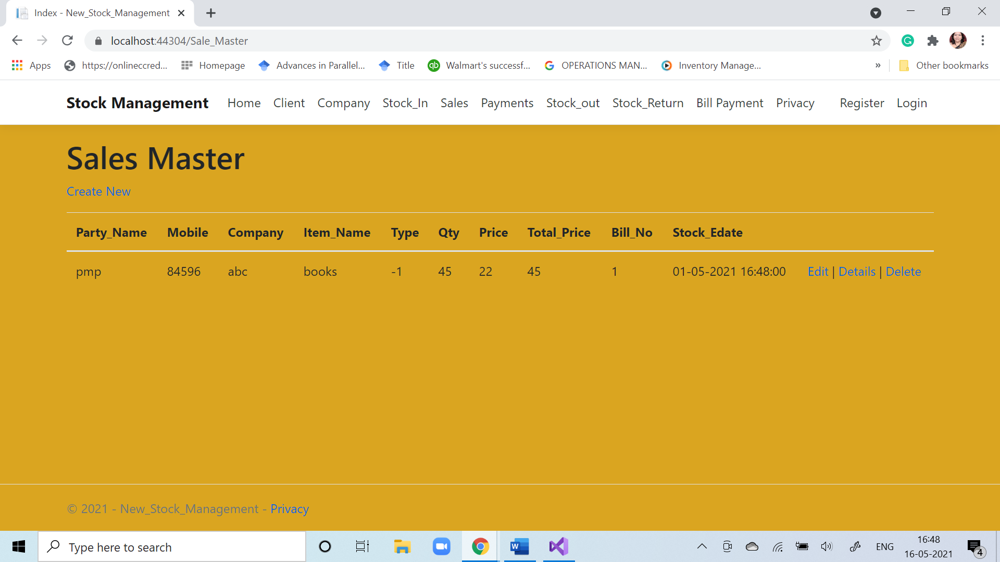 Index - New_Stock_Management
localhost:44304/Sale_Master
Apps https://onlineccred... Homepage Advances in Parallel... Title Walmart's successf... OPERATIONS MAN... Inventory Manage... » Other bookmarks
Stock Management Home Client Company Stock_In Sales Payments Stock_out Stock_Return Bill Payment Privacy Register Login
Sales Master
Create New
Party_Name Mobile Company Item_Name Type Qty Price Total_Price Bill_No Stock_Edate
pmp 84596 abc books -1 45 22 45 1 01-05-2021 16:48:00 Edit | Details | Delete
© 2021 - New_Stock_Management - Privacy
Type here to search
ENG
16:48
16-05-2021
4